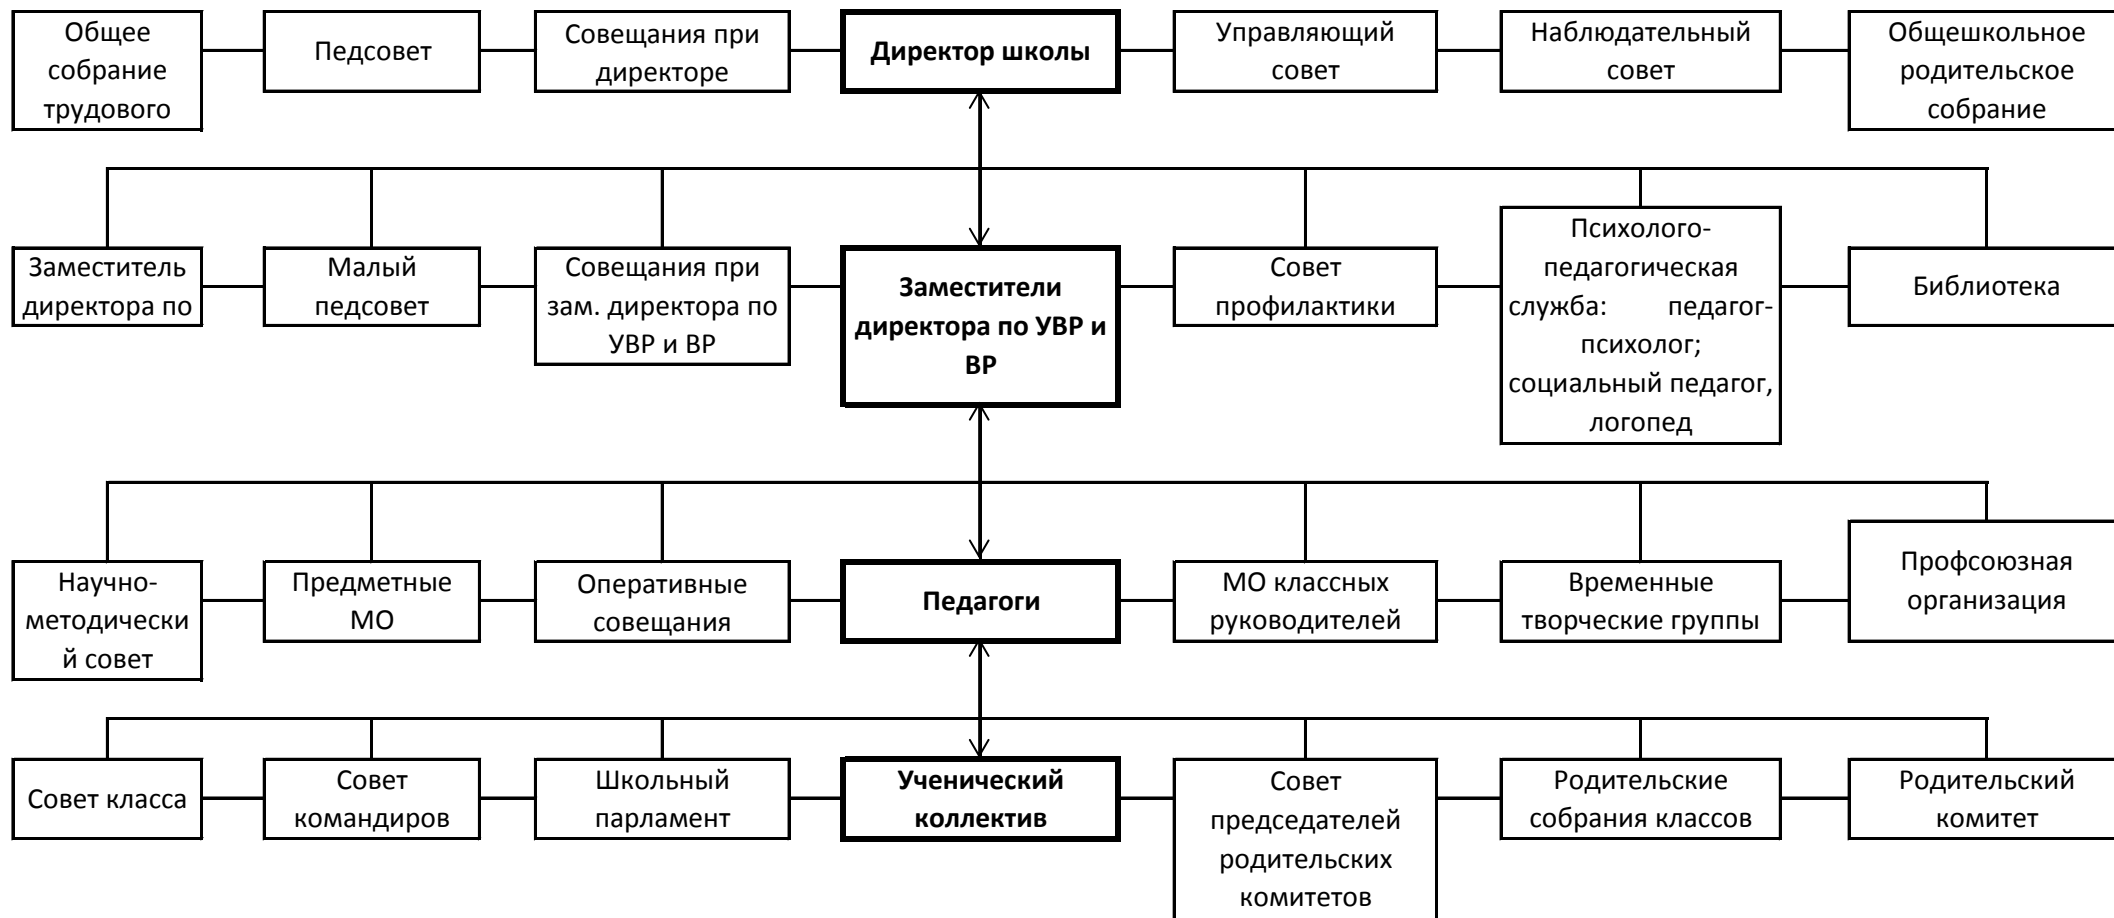 Общее
собрание
трудового
Педсовет
Совещания при
директоре
Директор школы
Управляющий
совет
Наблюдательный
совет
Общешкольное
родительское
собрание
Заместитель
директора по
Малый
педсовет
Совещания при
зам. директора по
УВР и ВР
Заместители
директора по УВР и
ВР
Совет
профилактики
Психолого-
педагогическая
служба: педагог-
психолог;
социальный педагог,
логопед
Библиотека
Научно-
методически
й совет
Предметные
МО
Оперативные
совещания
Педагоги
МО классных
руководителей
Временные
творческие группы
Профсоюзная
организация
Совет класса
Совет
командиров
Школьный
парламент
Ученический
коллектив
Совет
председателей
родительских
комитетов
Родительские
собрания классов
Родительский
комитет